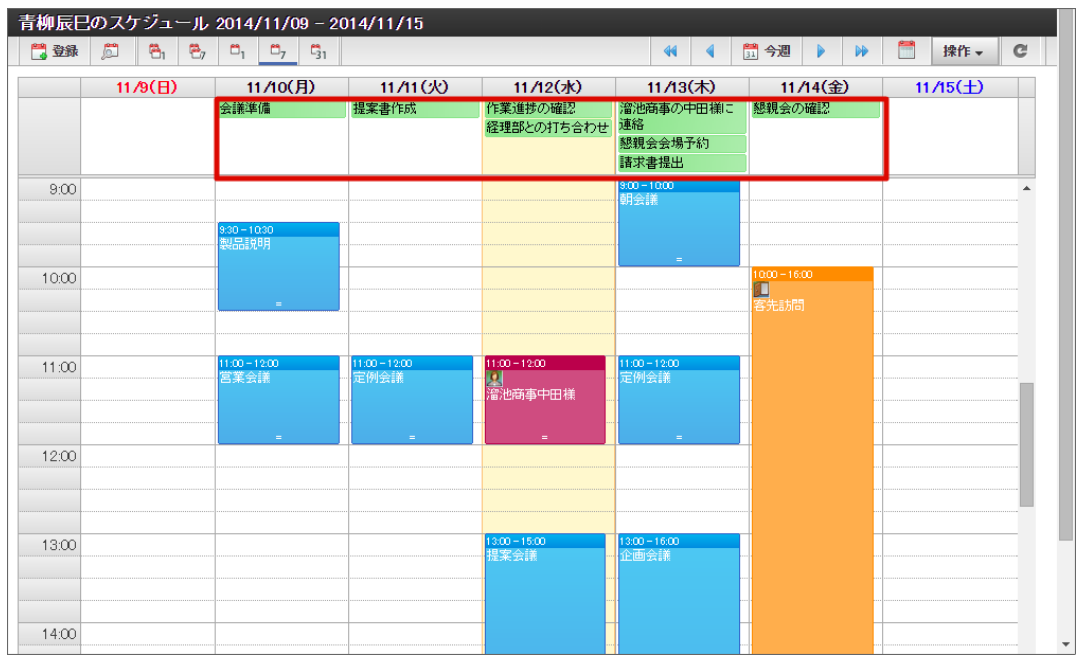 青柳辰巳のスケジュール 2014/11/09 - 2014/11/15
登録 1 7 1 7 31 31 今週 操作
11/9(日) 11/10(月) 11/11(火) 11/12(水) 11/13(木) 11/14(金) 11/15(土)
会議準備
提案書作成
作業進捗の確認
経理部との打ち合わせ
溜池商事の中田様に
連絡
懇親会会場予約
請求書提出
懇親会の確認
9:00
9:00 - 10:00
朝会議
9:30 - 10:30
製品説明
10:00
10:00 - 16:00
客先訪問
11:00
11:00 - 12:00
営業会議
11:00 - 12:00
定例会議
11:00 - 12:00
溜池商事中田様
11:00 - 12:00
定例会議
12:00
13:00
13:00 - 15:00
提案会議
13:00 - 16:00
企画会議
14:00